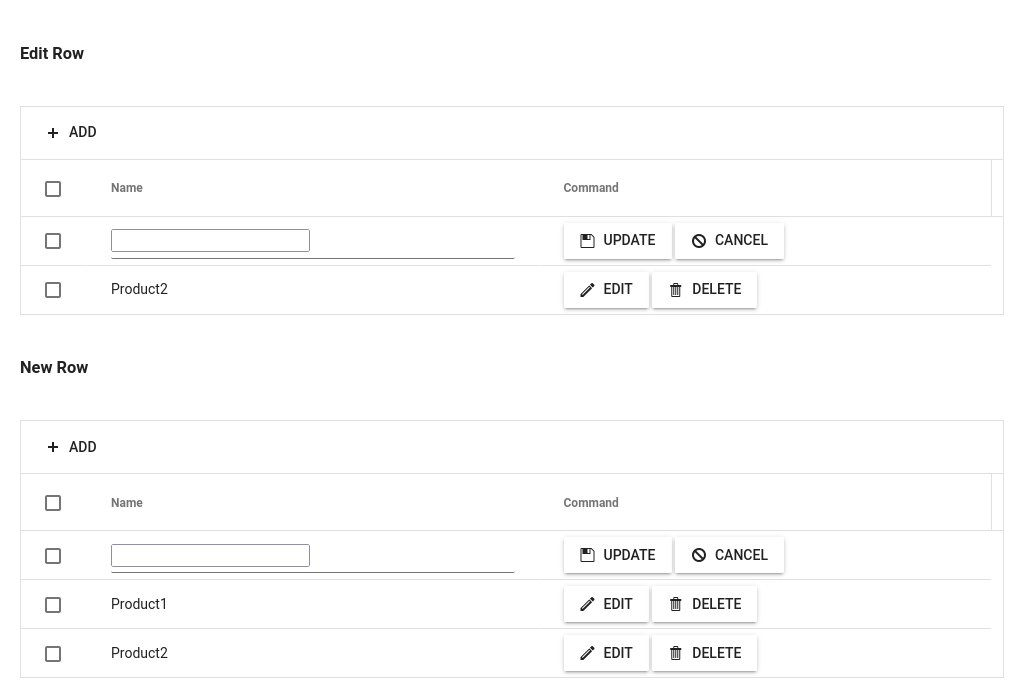 Edit Row
ADD
Name Command
UPDATE CANCEL
Product2 EDIT DELETE
New Row
ADD
Name Command
UPDATE CANCEL
Product1 EDIT DELETE
Product2 EDIT DELETE